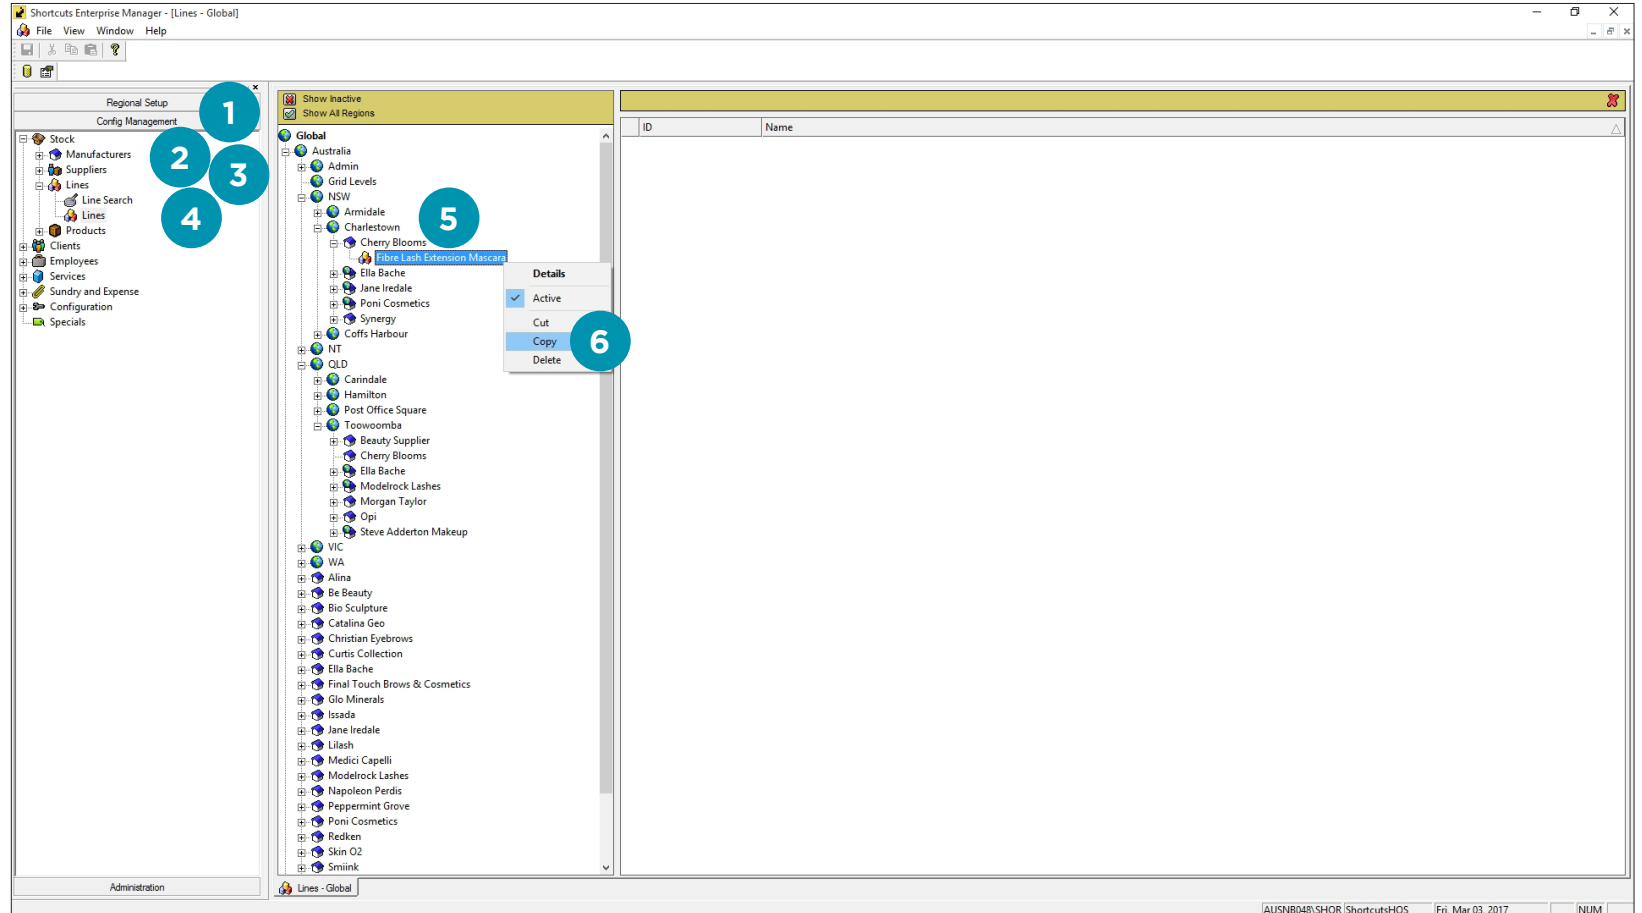 Shortcuts Enterprise Manager - [Lines - Global]
File View Window Help
Regional Setup
Config Management
1
Stock
Manufacturers
2
Suppliers
3
Lines
Line Search
Lines
4
Products
Clients
Employees
Services
Sundry and Expense
Configuration
Specials
Administration
Show Inactive
Show All Regions
Global
Australia
Admin
Grid Levels
NSW
Armidale
Charlestown
5
Cherry Blooms
Fibre Lash Extension Mascara
Ella Bache
Jane Iredale
Poni Cosmetics
Synergy
Coffs Harbour
NT
QLD
Carindale
Hamilton
Post Office Square
Toowoomba
Beauty Supplier
Cherry Blooms
Ella Bache
Modelrock Lashes
Morgan Taylor
Opi
Steve Adderton Makeup
VIC
WA
Alina
Be Beauty
Bio Sculpture
Catalina Geo
Christian Eyebrows
Curtis Collection
Ella Bache
Final Touch Brows & Cosmetics
Glo Minerals
Issada
Jane Iredale
Lilash
Medici Capelli
Modelrock Lashes
Napoleon Perdis
Peppermint Grove
Poni Cosmetics
Redken
Skin O2
Smiink
Details
Active
Cut
Copy
6
Delete
ID Name
Lines - Global
AUSNB048\SHOR ShortcutsHOS Fri, Mar 03, 2017 NUM